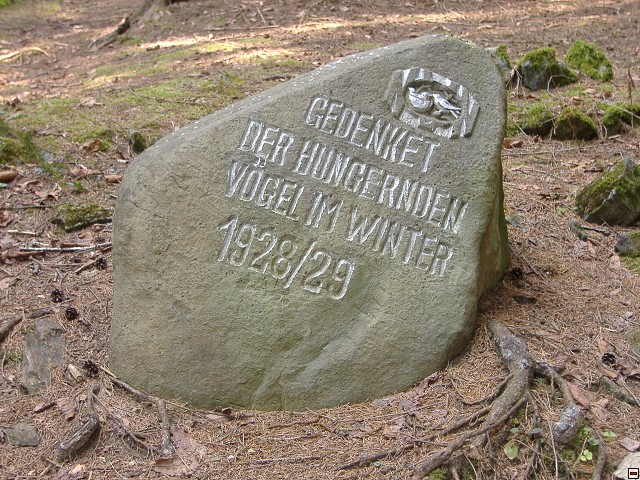 GEDENKET
DER HUNGERNDEN
VÖGEL IM WINTER
1928/29